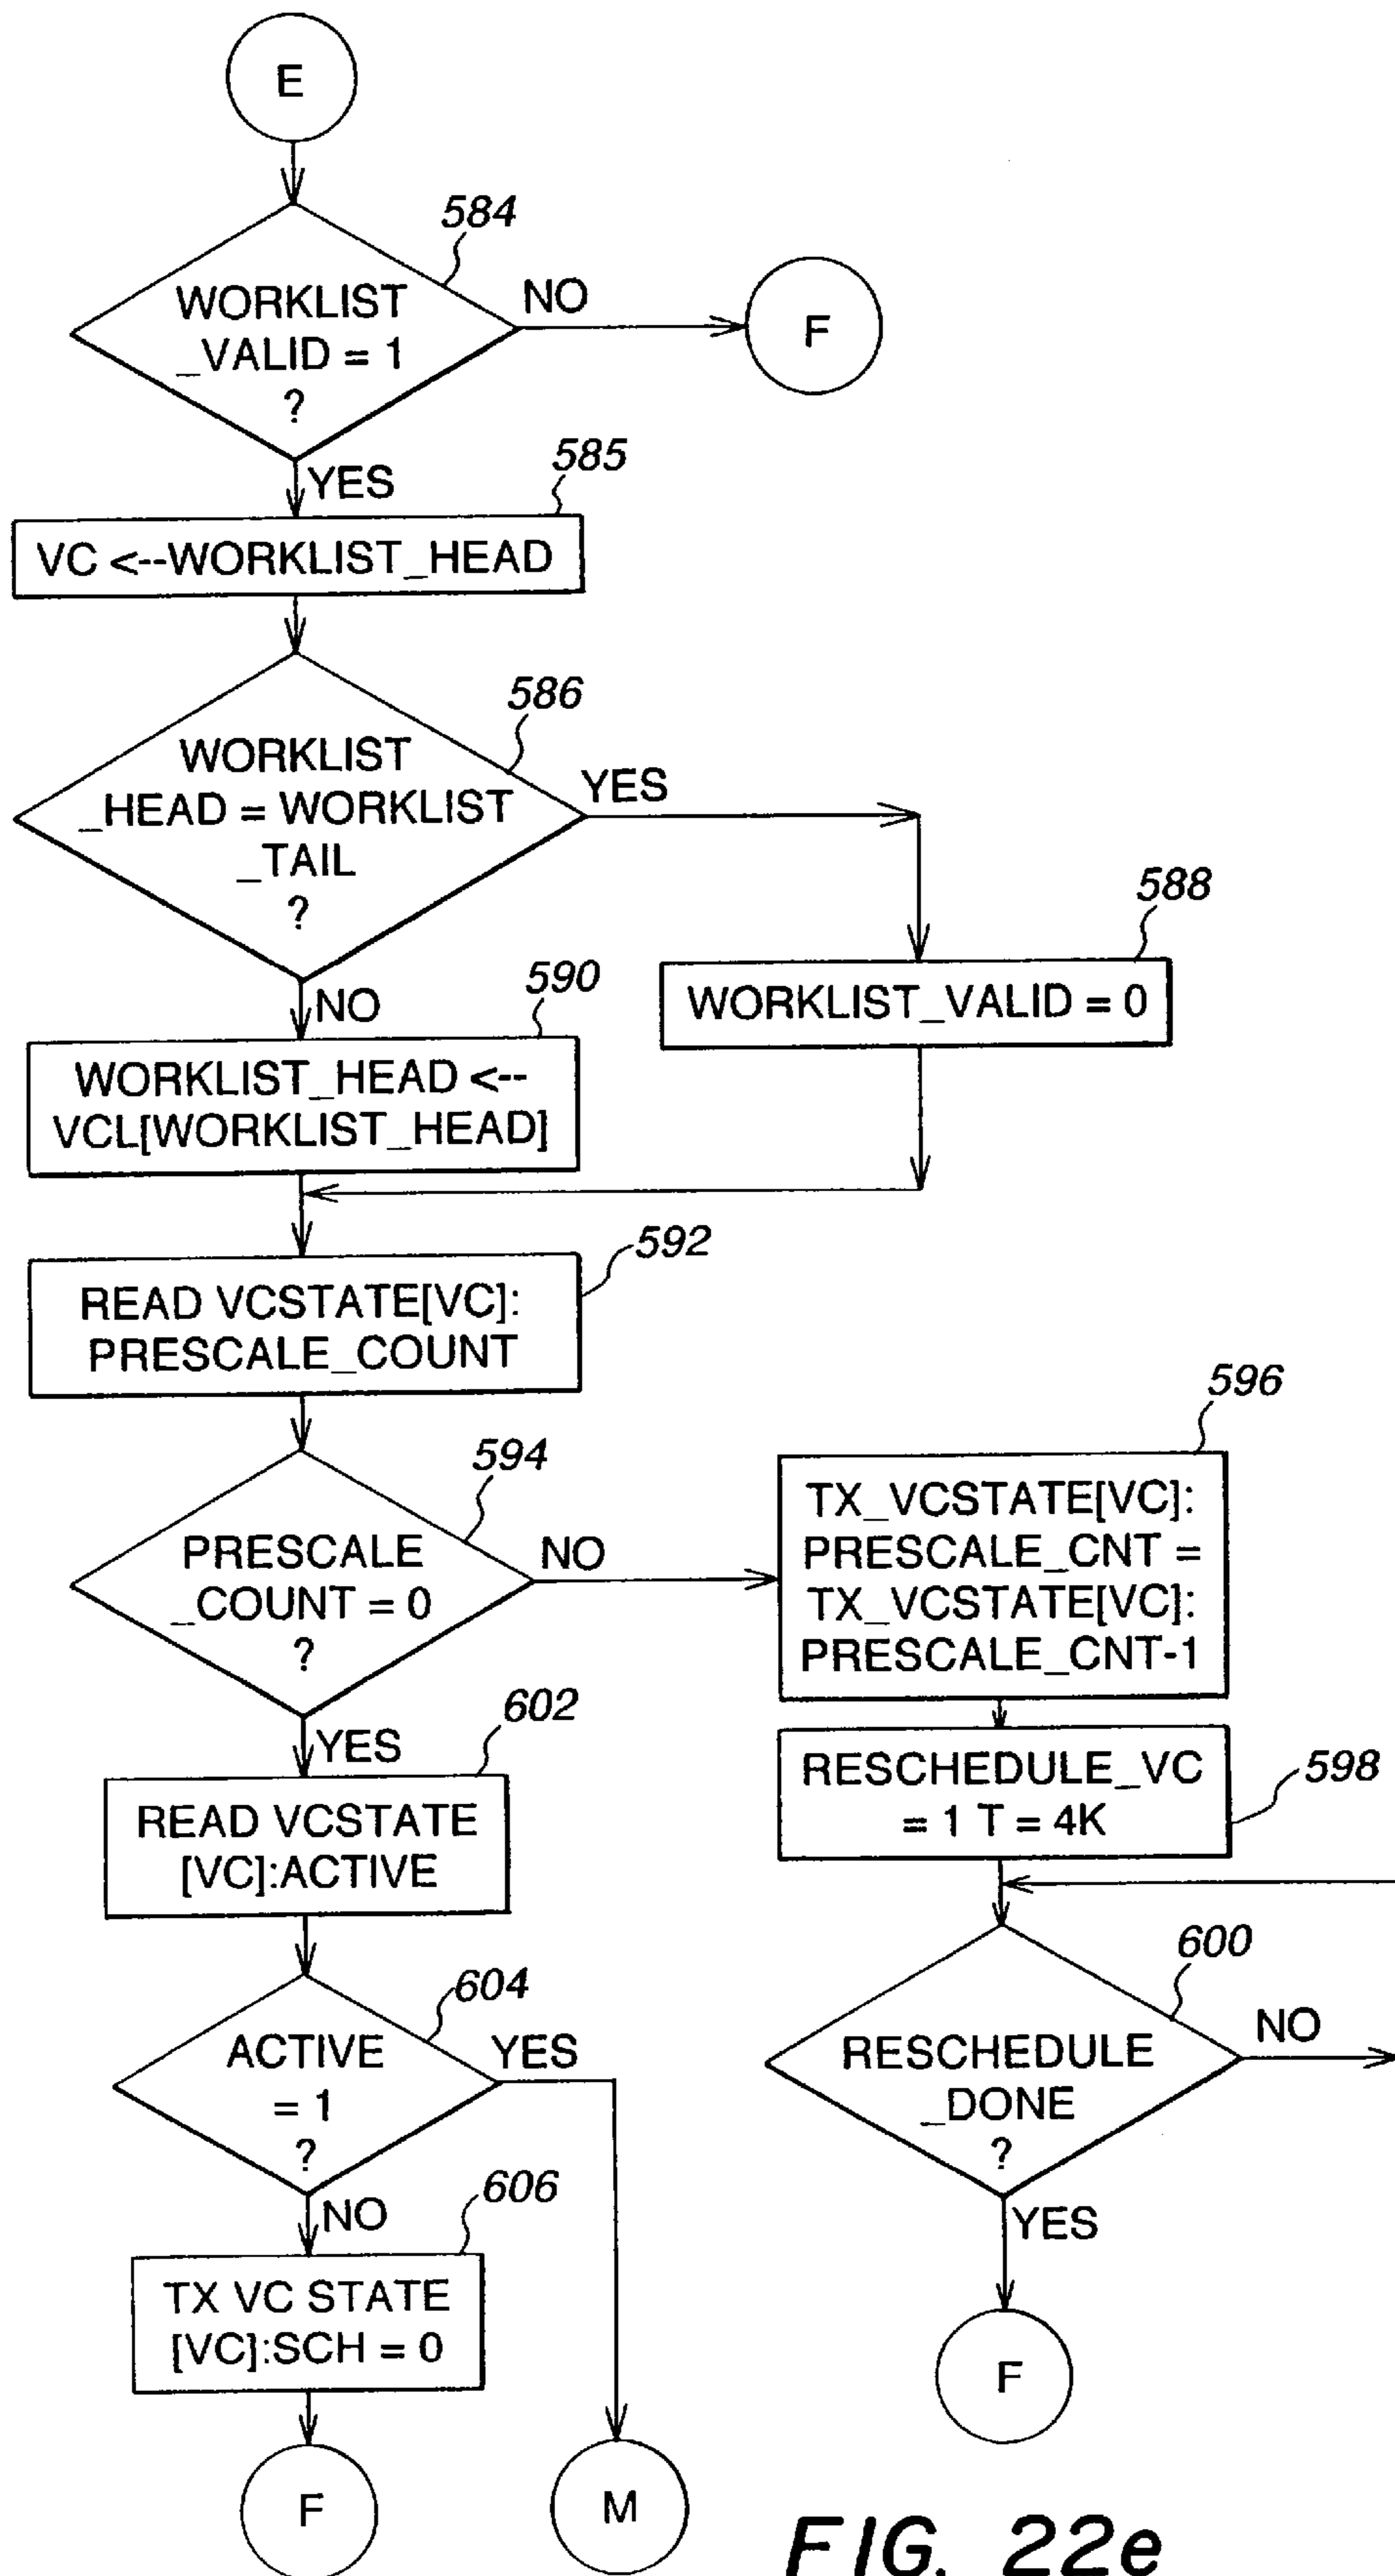 E
584
WORKLIST
_VALID = 1
?
NO
F
YES
585
VC <--WORKLIST_HEAD
586
WORKLIST
_HEAD = WORKLIST
_TAIL
?
YES
588
WORKLIST_VALID = 0
NO
590
WORKLIST_HEAD <--
VCL[WORKLIST_HEAD]
592
READ VCSTATE[VC]:
PRESCALE_COUNT
594
PRESCALE
_COUNT = 0
?
NO
596
TX_VCSTATE[VC]:
PRESCALE_CNT =
TX_VCSTATE[VC]:
PRESCALE_CNT-1
RESCHEDULE_VC
= 1 T = 4K
598
YES
602
READ VCSTATE
[VC]:ACTIVE
604
ACTIVE
= 1
?
YES
600
RESCHEDULE
_DONE
?
NO
YES
F
NO
606
TX VC STATE
[VC]:SCH = 0
F
M
FIG. 22e